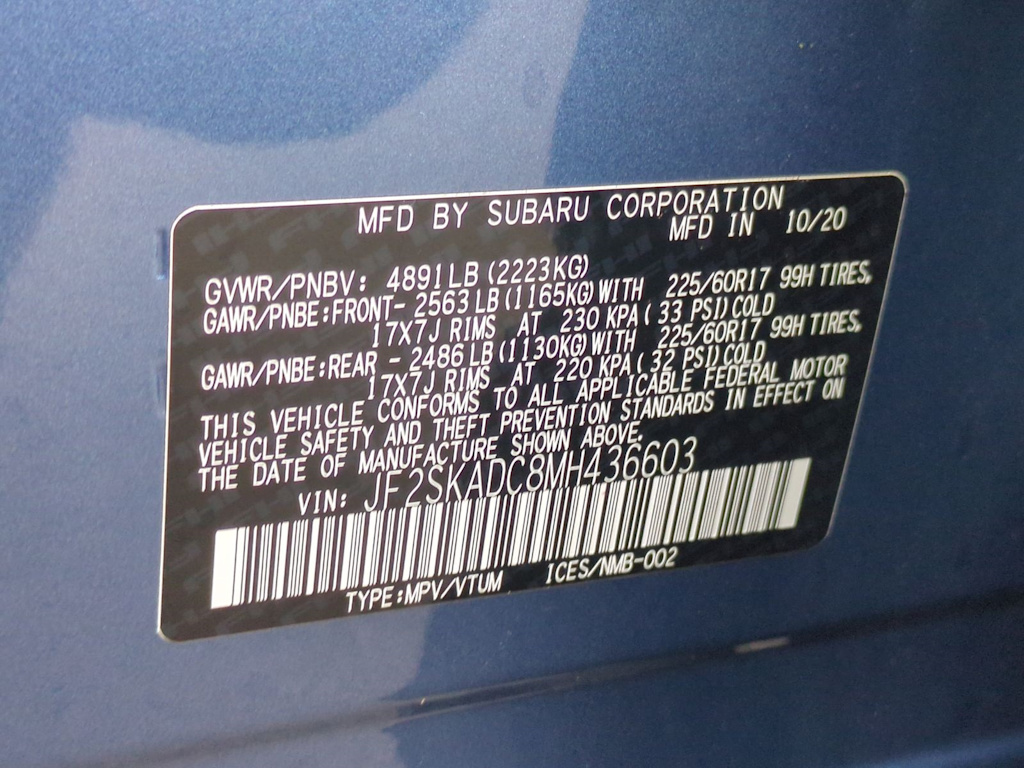 MFD BY SUBARU CORPORATION
MFD IN 10/20
GVWR/PNBV: 4891LB(2223KG)
GAWR/PNBE:FRONT- 2563LB(1165KG)WITH 225/60R17 99H TIRES,
17X7J RIMS AT 230 KPA(33 PSI)COLD
GAWR/PNBE:REAR - 2486LB(1130KG)WITH 225/60R17 99H TIRES,
17X7J RIMS AT 220 KPA(32 PSI)COLD
THIS VEHICLE CONFORMS TO ALL APPLICABLE FEDERAL MOTOR
VEHICLE SAFETY AND THEFT PREVENTION STANDARDS IN EFFECT ON
THE DATE OF MANUFACTURE SHOWN ABOVE.
VIN: JF2SKADC8MH436603
TYPE:MPV/VTUM ICES/NMB-002